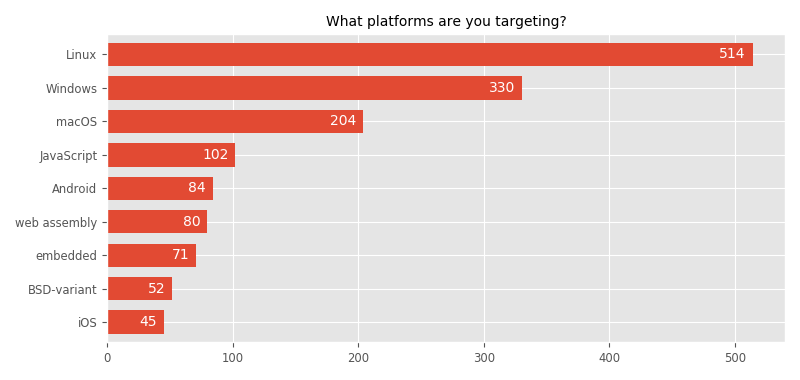 What platforms are you targeting?
Linux 514
Windows 330
macOS 204
JavaScript 102
Android 84
web assembly 80
embedded 71
BSD-variant 52
iOS 45
0 100 200 300 400 500